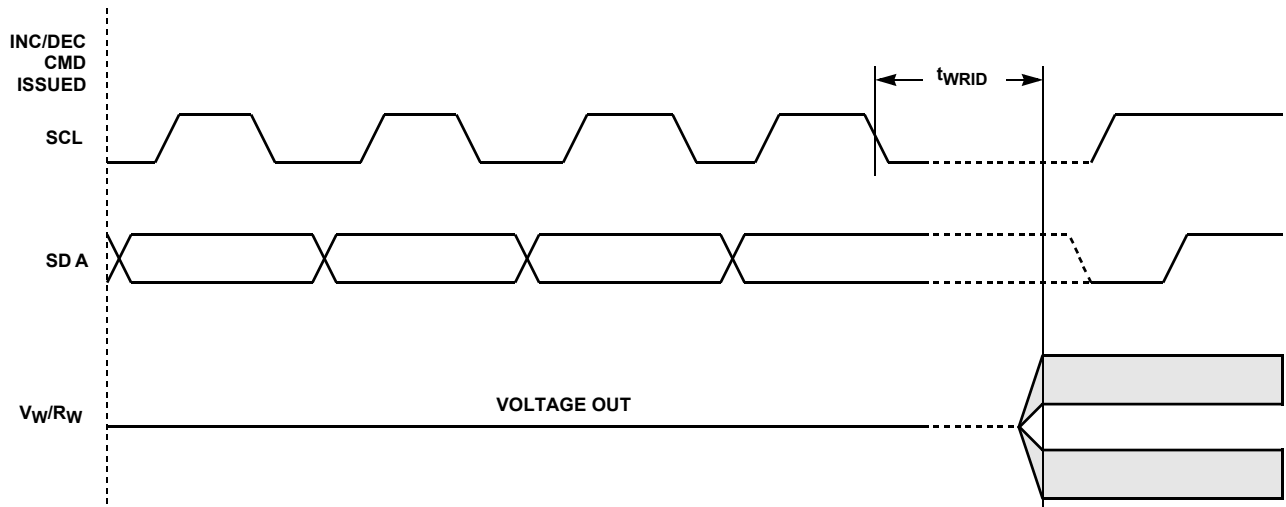 INC/DEC
CMD
ISSUED
tWRID
SCL
SD A
VOLTAGE OUT
VW/RW